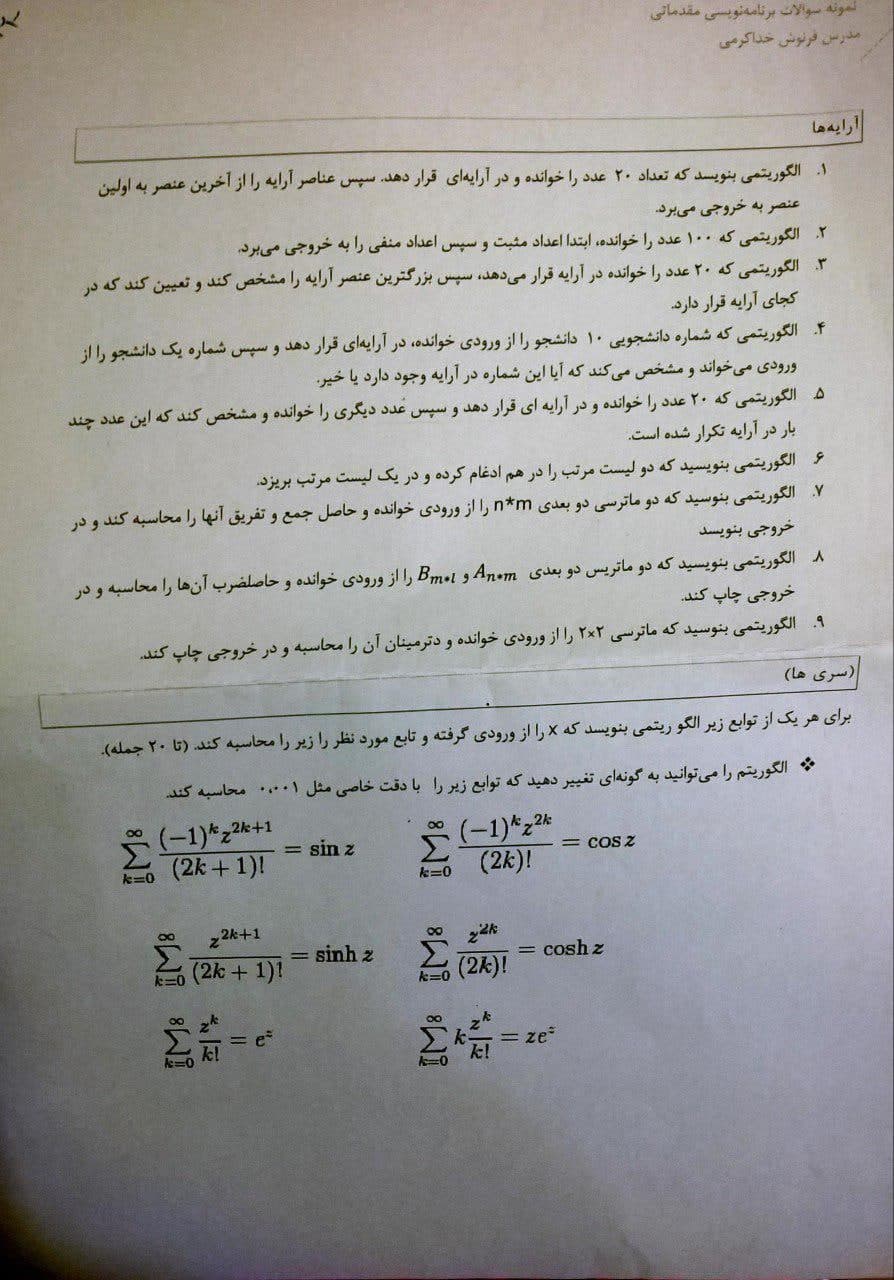 نمونه سوالات برنامه‌نویسی مقدماتی
مدرس فرنوش خداکرمی
آرایه‌ها
۱. الگوریتمی بنویسد که تعداد ۲۰ عدد را خوانده و در آرایه‌ای قرار دهد. سپس عناصر آرایه را از آخرین عنصر به اولین
عنصر به خروجی می‌برد.
۲. الگوریتمی که ۱۰۰ عدد را خوانده، ابتدا اعداد مثبت و سپس اعداد منفی را به خروجی می‌برد.
۳. الگوریتمی که ۲۰ عدد را خوانده در آرایه قرار می‌دهد، سپس بزرگترین عنصر آرایه را مشخص کند و تعیین کند که در
کجای آرایه قرار دارد.
۴. الگوریتمی که شماره دانشجویی ۱۰ دانشجو را از ورودی خوانده، در آرایه‌ای قرار دهد و سپس شماره یک دانشجو را از
ورودی می‌خواند و مشخص می‌کند که آیا این شماره در آرایه وجود دارد یا خیر.
۵. الگوریتمی که ۲۰ عدد را خوانده و در آرایه ای قرار دهد و سپس عدد دیگری را خوانده و مشخص کند که این عدد چند
بار در آرایه تکرار شده است.
۶. الگوریتمی بنویسید که دو لیست مرتب را در هم ادغام کرده و در یک لیست مرتب بریزد.
۷. الگوریتمی بنوسید که دو ماترسی دو بعدی n*m را از ورودی خوانده و حاصل جمع و تفریق آنها را محاسبه کند و در
خروجی بنویسد
۸. الگوریتمی بنویسید که دو ماتریس دو بعدی A_{n*m} و B_{m*l} را از ورودی خوانده و حاصلضرب آن‌ها را محاسبه و در
خروجی چاپ کند.
۹. الگوریتمی بنوسید که ماترسی ۲×۲ را از ورودی خوانده و دترمینان آن را محاسبه و در خروجی چاپ کند.
(سری ها)
برای هر یک از توابع زیر الگو ریتمی بنویسد که x را از ورودی گرفته و تابع مورد نظر را زیر را محاسبه کند. (تا ۲۰ جمله).
❖ الگوریتم را می‌توانید به گونه‌ای تغییر دهید که توابع زیر را با دقت خاصی مثل ۰،۰۰۱ محاسبه کند.
\sum_{k=0}^{\infty} \frac{(-1)^k z^{2k+1}}{(2k+1)!} = \sin z \sum_{k=0}^{\infty} \frac{(-1)^k z^{2k}}{(2k)!} = \cos z
\sum_{k=0}^{\infty} \frac{z^{2k+1}}{(2k+1)!} = \sinh z \sum_{k=0}^{\infty} \frac{z^{2k}}{(2k)!} = \cosh z
\sum_{k=0}^{\infty} \frac{z^k}{k!} = e^z \sum_{k=0}^{\infty} k \frac{z^k}{k!} = z e^z